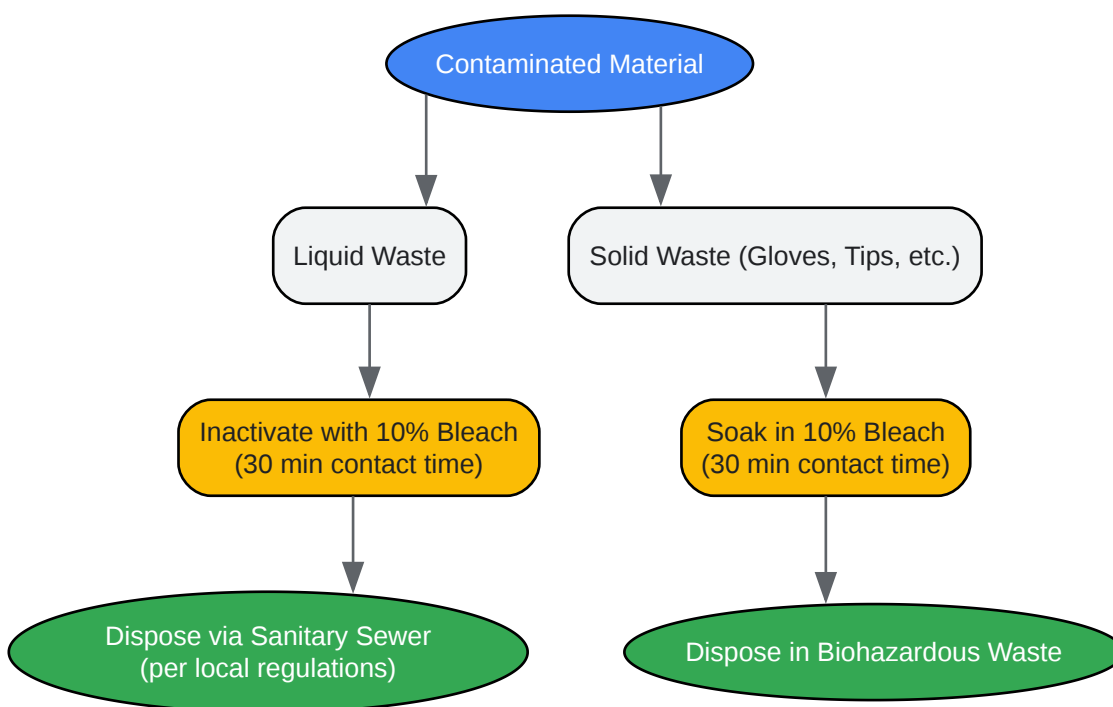 Contaminated Material
Liquid Waste
Solid Waste (Gloves, Tips, etc.)
Inactivate with 10% Bleach
(30 min contact time)
Soak in 10% Bleach
(30 min contact time)
Dispose via Sanitary Sewer
(per local regulations)
Dispose in Biohazardous Waste